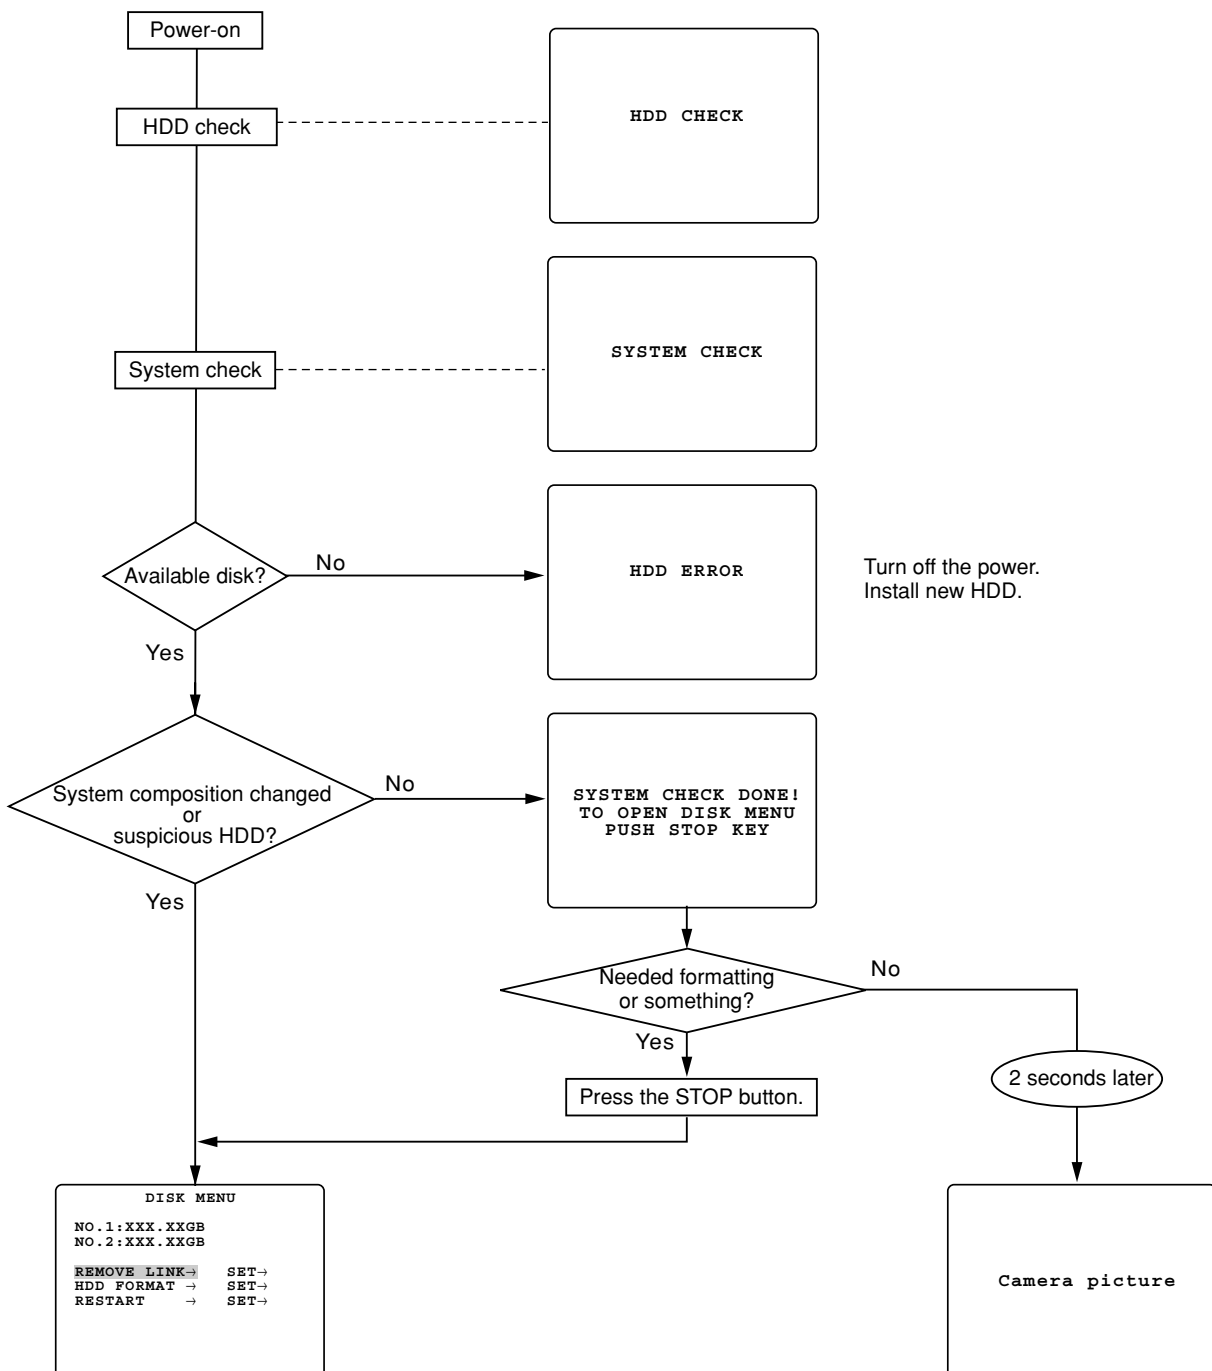 Power-on
HDD check
HDD CHECK
System check
SYSTEM CHECK
Available disk?
No
HDD ERROR
Turn off the power.
Install new HDD.
Yes
System composition changed
or
suspicious HDD?
No
SYSTEM CHECK DONE!
TO OPEN DISK MENU
PUSH STOP KEY
Yes
Needed formatting
or something?
No
Yes
Press the STOP button.
2 seconds later
DISK MENU
NO.1:XXX.XXGB
NO.2:XXX.XXGB
REMOVE LINK→ SET→
HDD FORMAT → SET→
RESTART → SET→
Camera picture